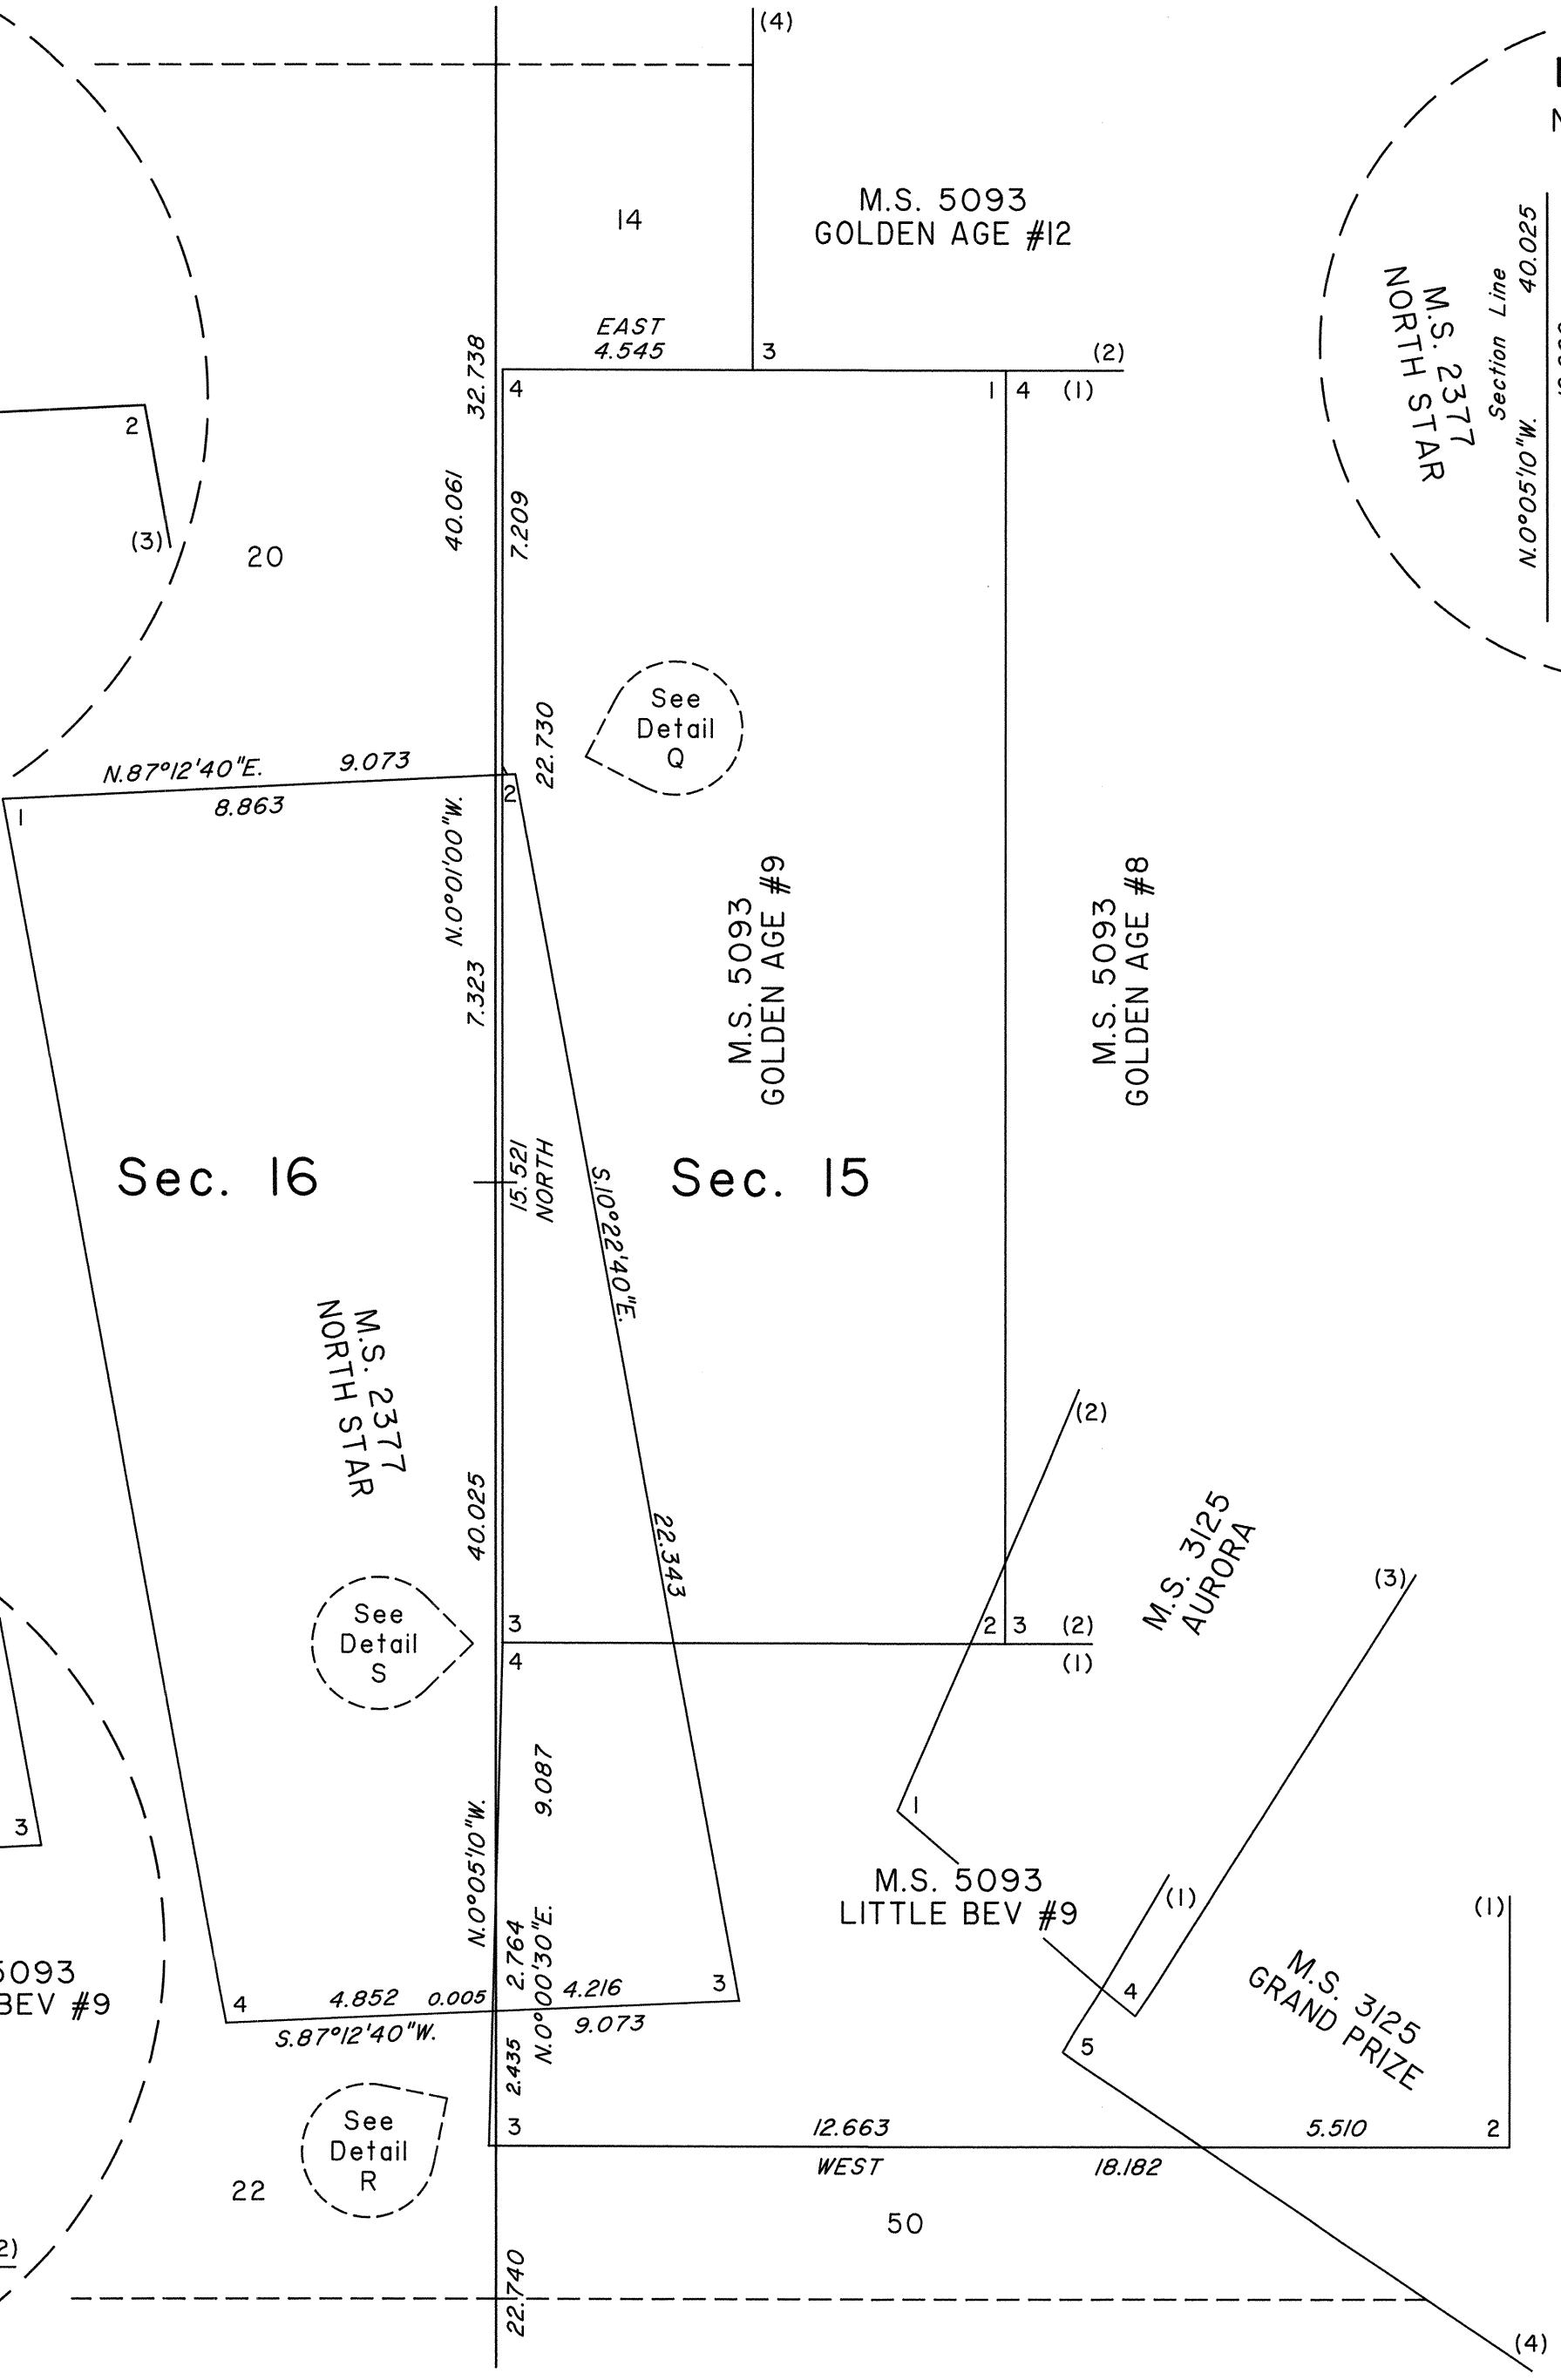 (4)
M.S. 5093
GOLDEN AGE #12
14
EAST
4.545
3
(2)
32.738
4
1
4
(1)
40.025
Section Line
N.0°05'10"W.
M.S. 2377
NORTH STAR
2
(3)
20
40.061
7.209
See
Detail
Q
22.730
N.87°12'40"E.
9.073
8.863
1
2
N.0°01'00"W.
7.323
M.S. 5093
GOLDEN AGE #9
M.S. 5093
GOLDEN AGE #8
Sec. 16
15.521
NORTH
Sec. 15
S.10°22'40"E.
M.S. 2377
NORTH STAR
(2)
40.025
22.343
M.S. 3125
AURORA
(3)
See
Detail
S
3
2
3
(2)
4
(1)
9.087
1
3
N.0°05'10"W.
M.S. 5093
LITTLE BEV #9
(1)
(1)
2.764
N.0°00'30"E.
5093
BEV #9
4
4.852
0.005
4.216
3
S.87°12'40"W.
9.073
4
M.S. 3125
GRAND PRIZE
5
2.435
See
Detail
R
3
12.663
5.510
2
WEST
18.182
22
50
2)
22.740
(4)